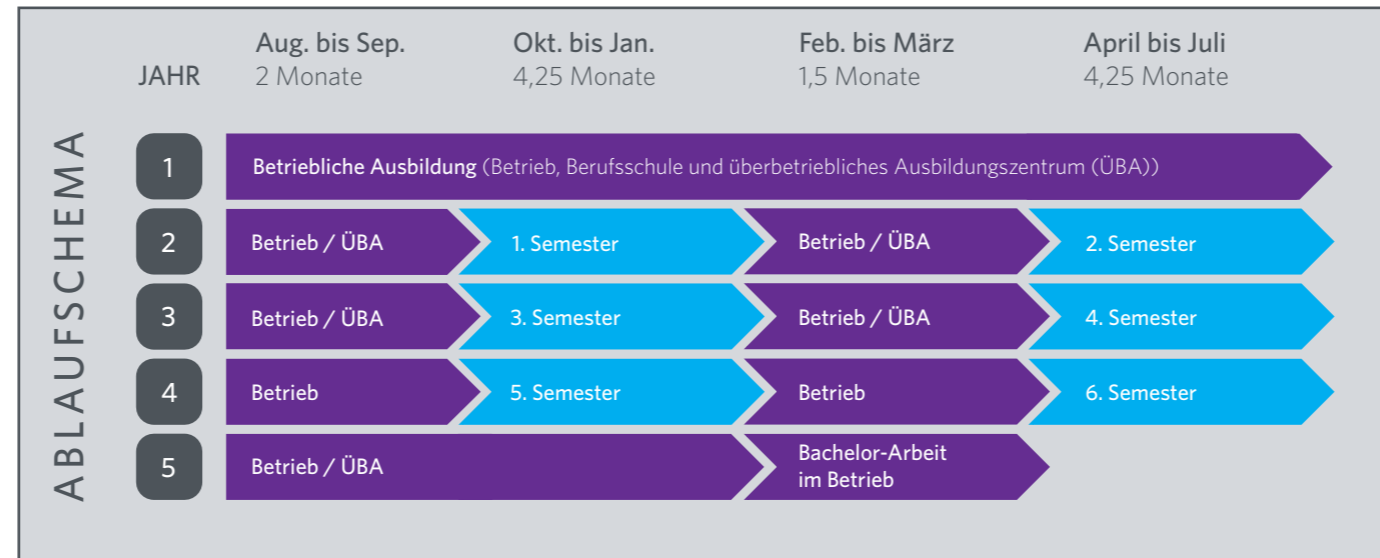 Aug. bis Sep.
Okt. bis Jan.
Feb. bis März
April bis Juli
JAHR
2 Monate
4,25 Monate
1,5 Monate
4,25 Monate
ABLAUFSCHEMA
1
Betriebliche Ausbildung (Betrieb, Berufsschule und überbetriebliches Ausbildungszentrum (ÜBA))
2
Betrieb / ÜBA
1. Semester
Betrieb / ÜBA
2. Semester
3
Betrieb / ÜBA
3. Semester
Betrieb / ÜBA
4. Semester
4
Betrieb
5. Semester
Betrieb
6. Semester
5
Betrieb / ÜBA
Bachelor-Arbeit
im Betrieb